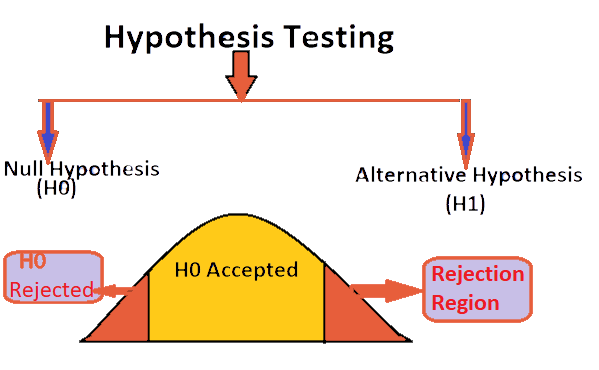 Hypothesis Testing
Null Hypothesis
(H0)
Alternative Hypothesis
(H1)
H0
Rejected
H0 Accepted
Rejection
Region